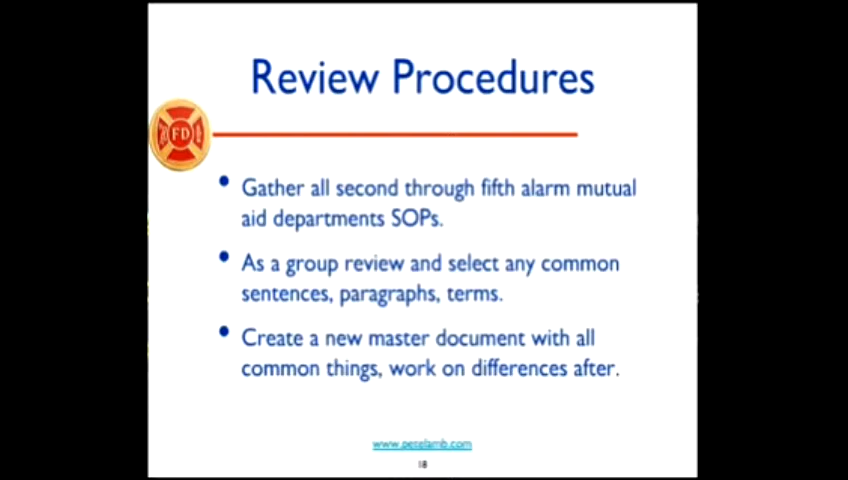 Review Procedures
FD
• Gather all second through fifth alarm mutual
aid departments SOPs.
• As a group review and select any common
sentences, paragraphs, terms.
• Create a new master document with all
common things, work on differences after.
www.petelamb.com
18